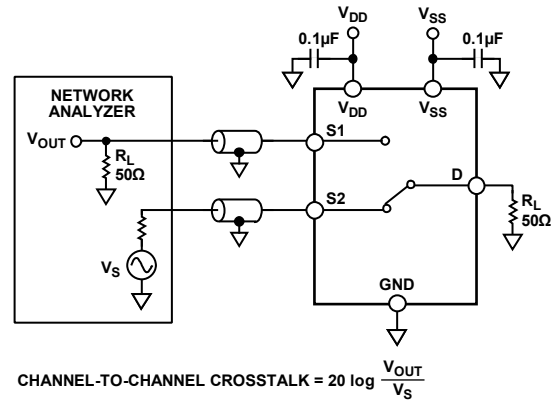 VDD
VSS
0.1µF
0.1µF
VDD
VSS
NETWORK
ANALYZER
VOUT
RL
50Ω
S1
S2
D
RL
50Ω
VS
GND
CHANNEL-TO-CHANNEL CROSSTALK = 20 log VOUT
VS